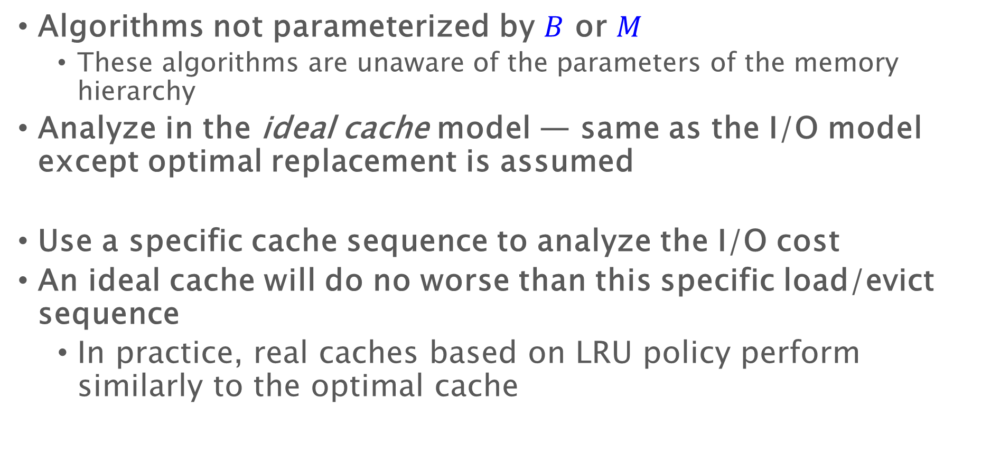 • Algorithms not parameterized by B or M
• These algorithms are unaware of the parameters of the memory
hierarchy
• Analyze in the ideal cache model — same as the I/O model
except optimal replacement is assumed
• Use a specific cache sequence to analyze the I/O cost
• An ideal cache will do no worse than this specific load/evict
sequence
• In practice, real caches based on LRU policy perform
similarly to the optimal cache